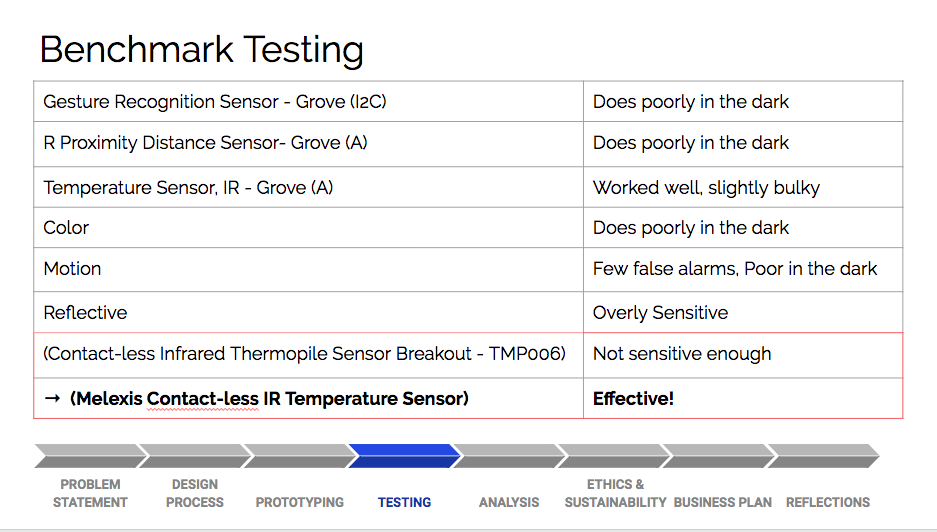 Benchmark Testing
Gesture Recognition Sensor - Grove (I2C) Does poorly in the dark
R Proximity Distance Sensor- Grove (A) Does poorly in the dark
Temperature Sensor, IR - Grove (A) Worked well, slightly bulky
Color Does poorly in the dark
Motion Few false alarms, Poor in the dark
Reflective Overly Sensitive
(Contact-less Infrared Thermopile Sensor Breakout - TMP006) Not sensitive enough
→ (Melexis Contact-less IR Temperature Sensor) Effective!
PROBLEM STATEMENT
DESIGN PROCESS
PROTOTYPING
TESTING
ANALYSIS
ETHICS & SUSTAINABILITY
BUSINESS PLAN
REFLECTIONS